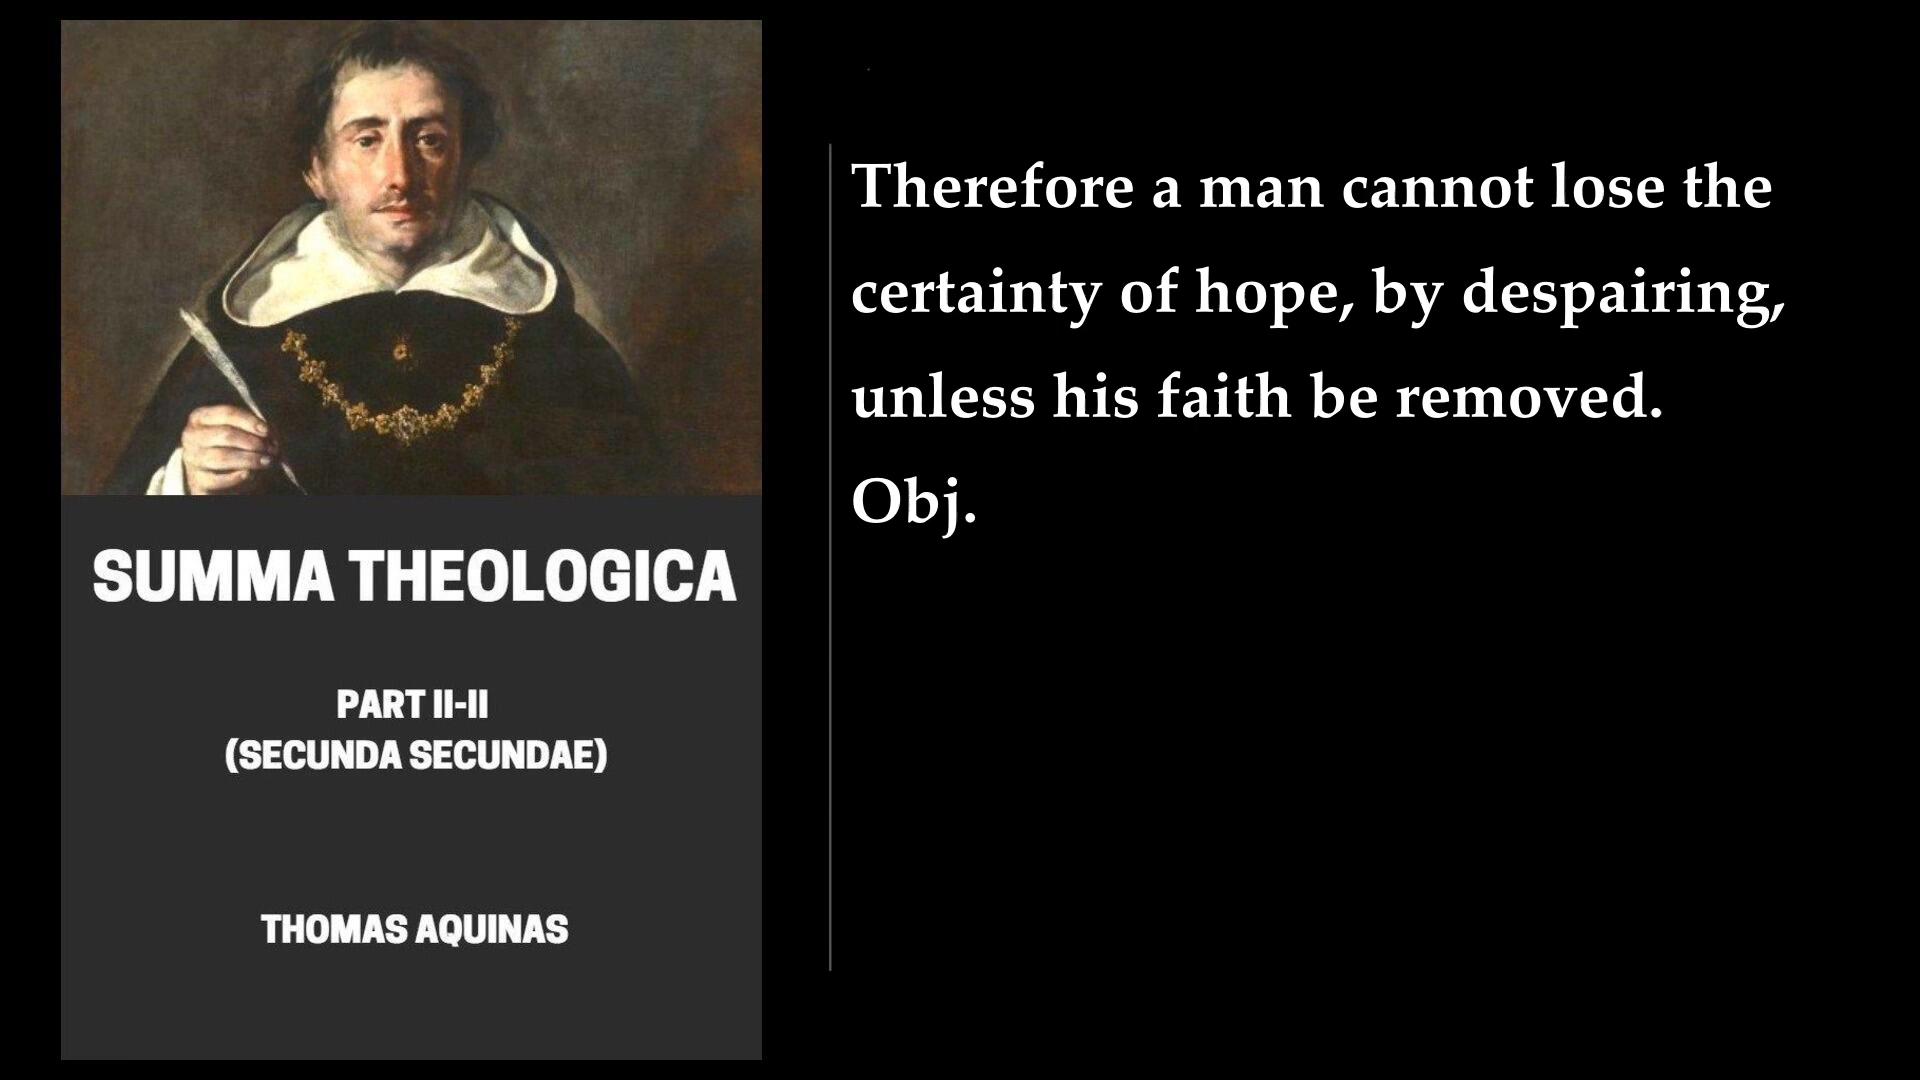 SUMMA THEOLOGICA
PART II-II
(SECUNDA SECUNDAE)
THOMAS AQUINAS
Therefore a man cannot lose the
certainty of hope, by despairing,
unless his faith be removed.
Obj.